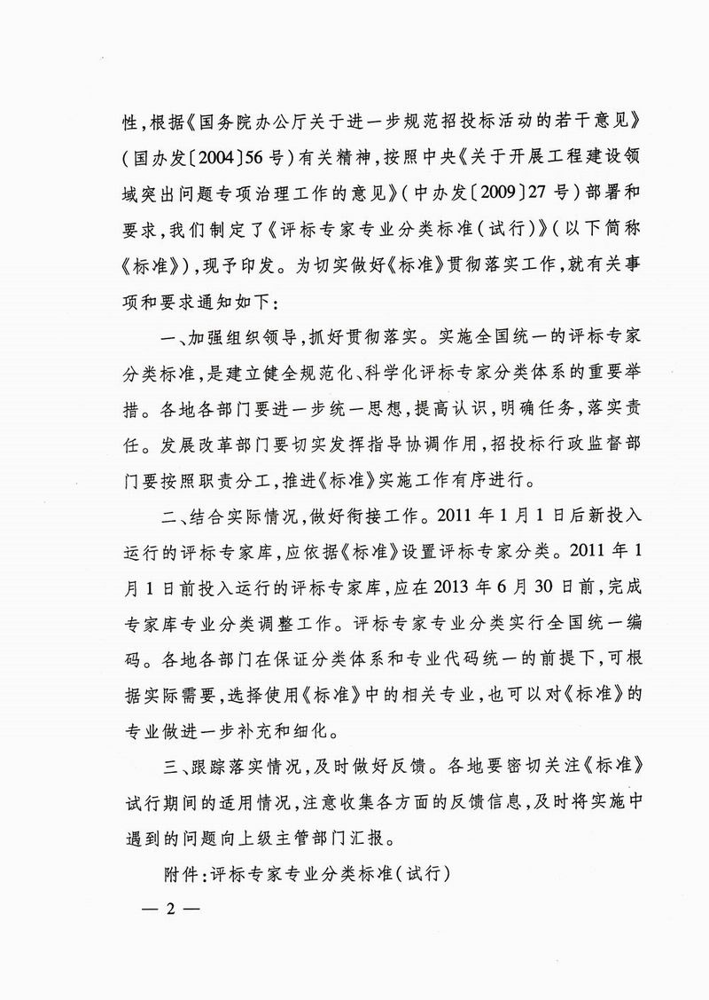 性,根据《国务院办公厅关于进一步规范招投标活动的若干意见》
(国办发〔2004〕56 号)有关精神,按照中央《关于开展工程建设领
域突出问题专项治理工作的意见》(中办发〔2009〕27 号)部署和
要求,我们制定了《评标专家专业分类标准(试行)》(以下简称
《标准》),现予印发。为切实做好《标准》贯彻落实工作,就有关事
项和要求通知如下:
一、加强组织领导,抓好贯彻落实。实施全国统一的评标专家
分类标准,是建立健全规范化、科学化评标专家分类体系的重要举
措。各地各部门要进一步统一思想,提高认识,明确任务,落实责
任。发展改革部门要切实发挥指导协调作用,招投标行政监督部
门要按照职责分工,推进《标准》实施工作有序进行。
二、结合实际情况,做好衔接工作。2011 年 1 月 1 日后新投入
运行的评标专家库,应依据《标准》设置评标专家分类。2011 年 1
月 1 日前投入运行的评标专家库,应在 2013 年 6 月 30 日前,完成
专家库专业分类调整工作。评标专家专业分类实行全国统一编
码。各地各部门在保证分类体系和专业代码统一的前提下,可根
据实际需要,选择使用《标准》中的相关专业,也可以对《标准》的
专业做进一步补充和细化。
三、跟踪落实情况,及时做好反馈。各地要密切关注《标准》
试行期间的适用情况,注意收集各方面的反馈信息,及时将实施中
遇到的问题向上级主管部门汇报。
附件:评标专家专业分类标准(试行)
— 2 —